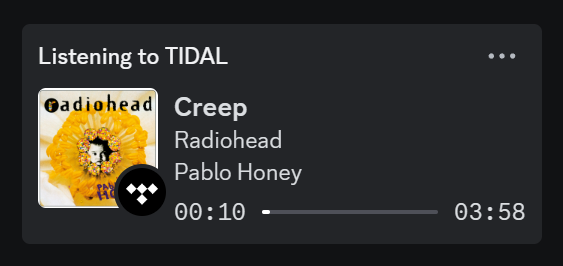 Listening to TIDAL
radiohead
Creep
Radiohead
Pablo Honey
00:10
03:58